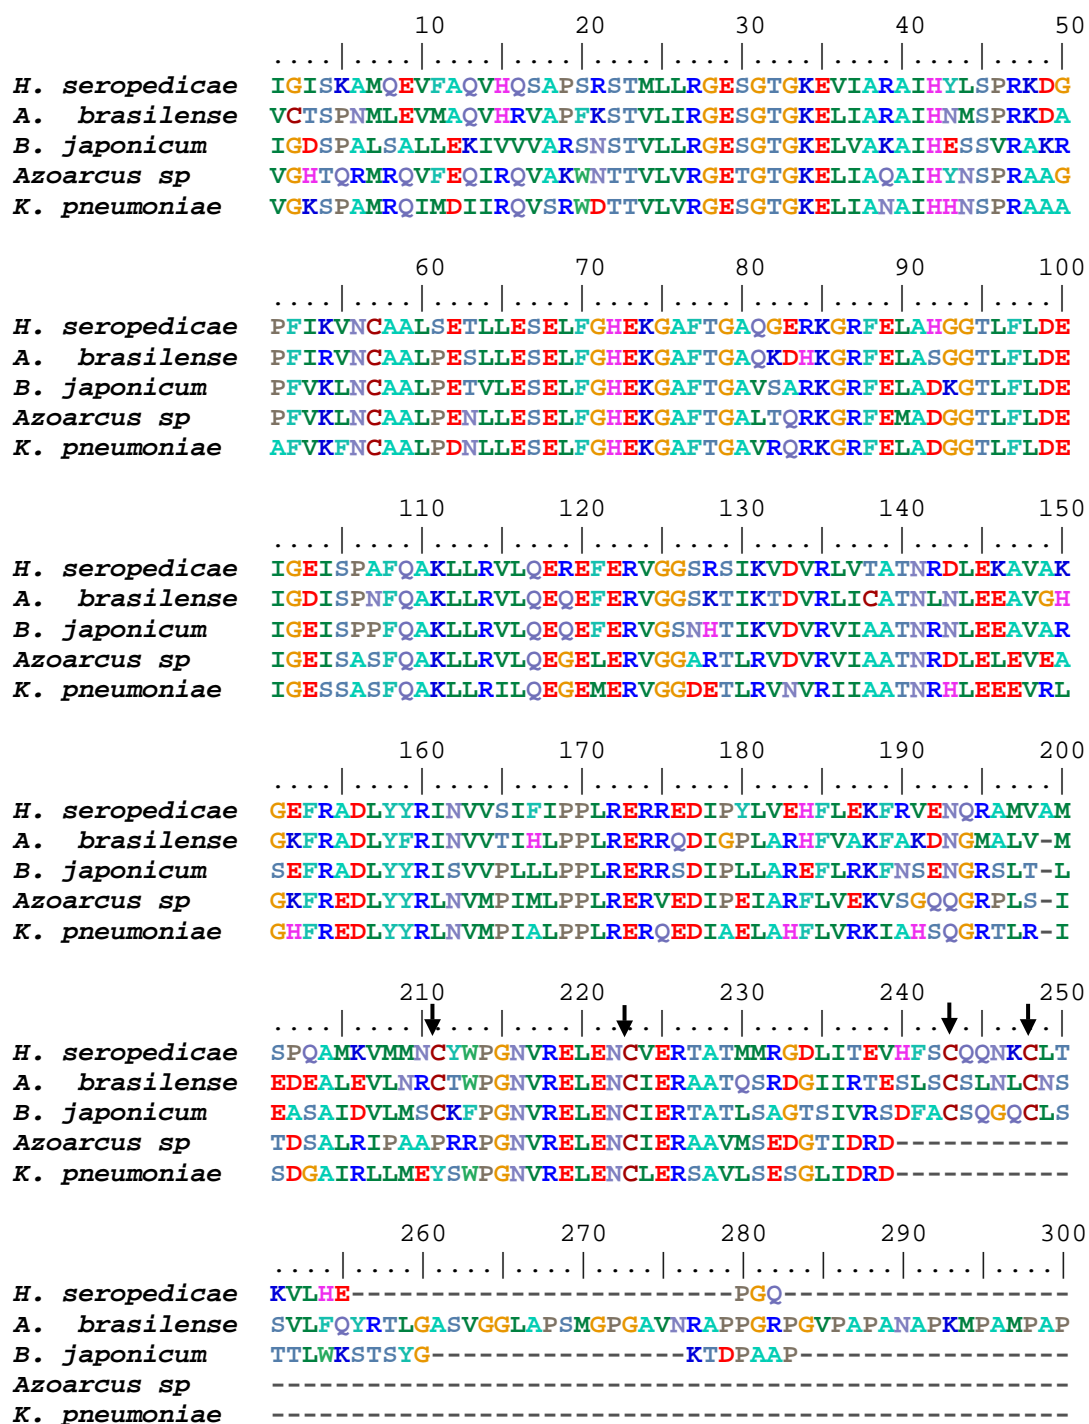 10 20 30 40 50
H. seropedicae IGISKAMQEVFAQVHQSAPSRSTMLLRGESGTGKEVIARAIHYLSPRKDG
A. brasilense VCTSPNMLEVMAQVHRVAPFKSTVLIRGESGTGKELIARAIHNMSPRKDA
B. japonicum IGDSPALSALLEKIVVVARSNSTVLLRGESGTGKELVAKAIHESSVRAKR
Azoarcus sp VGHTQRMRQVFEQIRQVAKWNTTVLVRGETGTGKELIAQAIHYNSPRAAG
K. pneumoniae VGKSPAMRQIMDIIRQVSRWDTTVLVRGESGTGKELIANAIHHNSPRAAA
60 70 80 90 100
H. seropedicae PFIKVNCAALSETLLESELFGHEKGAFTGAQGERKGRFELAHGGTLFLDE
A. brasilense PFIRVNCAALPESLLESELFGHEKGAFTGAQKDHKGRFELASGGTLFLDE
B. japonicum PFVKLNCAALPETVLESELFGHEKGAFTGAVSARKGRFELADKGTLFLDE
Azoarcus sp PFVKLNCAALPENLLESELFGHEKGAFTGALTQRKGRFEMADGGTLFLDE
K. pneumoniae AFVKFNCAALPDNLLESELFGHEKGAFTGAVRQRKGRFELADGGTLFLDE
110 120 130 140 150
H. seropedicae IGEISPAFQAKLLRVLQEREFERVGGSRSIKVDVRLVTATNRDLEKAVAK
A. brasilense IGDISPNFQAKLLRVLQEQEFERVGGSKTIKTDVRLICATNLNLEEAVGH
B. japonicum IGEISPPFQAKLLRVLQEQEFERVGSNHTIKVDVRVIAATNRNLEEAVAR
Azoarcus sp IGEISASFQAKLLRVLQEGELERVGGARTLRVDVRVIAATNRDLELEVEA
K. pneumoniae IGESSASFQAKLLRILQEGEMERVGGDETLRVNVRIIAATNRHLEEEVRL
160 170 180 190 200
H. seropedicae GEFRADLYYRINVVSIFIPPLRERREDIPYLVEHFLEKFRVENQRAMVAM
A. brasilense GKFRADLYFRINVVTIHLPPLRERRQDIGPLARHFVAKFAKDNGMALV-M
B. japonicum SEFRADLYYRISVVPLLLPPLRERRSDIPLLAREFLRKFNSENGRSLT-L
Azoarcus sp GKFREDLYYRLNVMPIMLPPLRERVEDIPEIARFLVEKVSGQQGRPLS-I
K. pneumoniae GHFREDLYYRLNVMPIALPPLRERQEDIAELAHFLVRKIAHSQGRTLR-I
210 220 230 240 250
H. seropedicae SPQAMKVMMNCYWPGNVRELENCVERTATMMRGDLITEVHFSCQQNKCLT
A. brasilense EDEALEVLNRCTWPGNVRELENCIERAATQSRDGIIRTESLSCSLNLCNS
B. japonicum EASAIDVLMSCKFPGNVRELENCIERTATLSAGTSIVRSDFACSQGQCLS
Azoarcus sp TDSALRIPAAPRRPGNVRELENCIERAAVMSEDGTIDRD-----------
K. pneumoniae SDGAIRLLMEYSWPGNVRELENCLERSAVLSESGLIDRD-----------
260 270 280 290 300
H. seropedicae KVLHE------------------------PGQ------------------
A. brasilense SVLFQYRTLGASVGGLAPSMGPGAVNRAPPGRPGVPAPANAPKMPAMPAP
B. japonicum TTLWKSTSYG----------------KTDPAAP-----------------
Azoarcus sp --------------------------------------------------
K. pneumoniae --------------------------------------------------